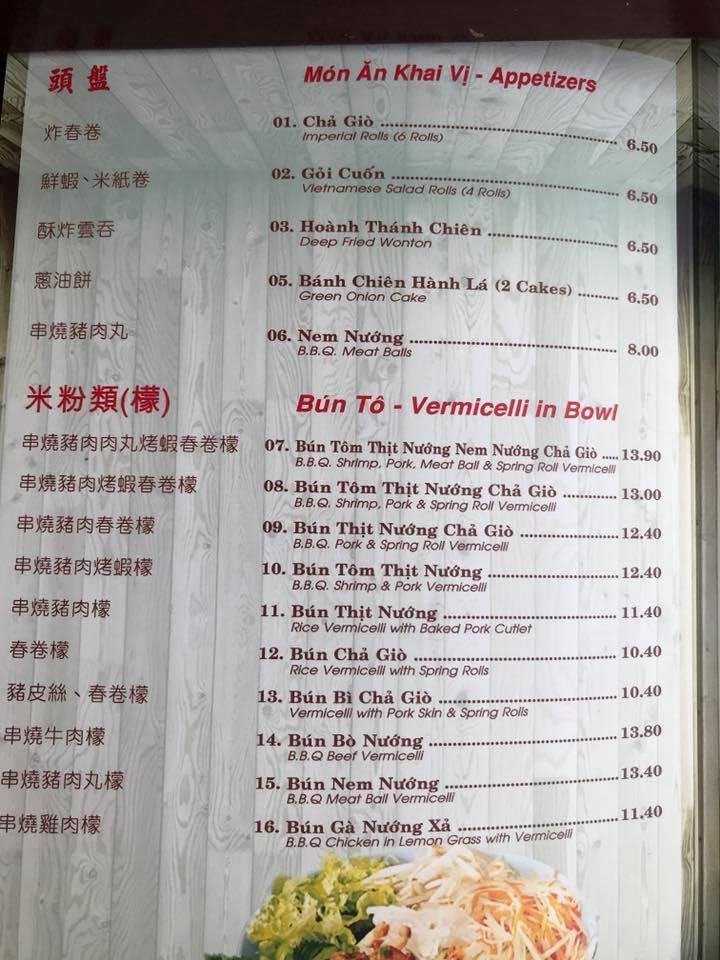 頭盤 Món Ăn Khai Vị - Appetizers
炸春卷 01. Chả Giò 6.50
Imperial Rolls (6 Rolls)
鮮蝦、米紙卷 02. Gỏi Cuốn 6.50
Vietnamese Salad Rolls (4 Rolls)
酥炸雲吞 03. Hoành Thánh Chiên 6.50
Deep Fried Wonton
蔥油餅 05. Bánh Chiên Hành Lá (2 Cakes) 6.50
Green Onion Cake
串燒豬肉丸 06. Nem Nướng 8.00
B.B.Q. Meat Balls
米粉類(檬) Bún Tô - Vermicelli in Bowl
串燒豬肉肉丸烤蝦春卷檬 07. Bún Tôm Thịt Nướng Nem Nướng Chả Giò 13.90
B.B.Q. Shrimp, Pork, Meat Ball & Spring Roll Vermicelli
串燒豬肉烤蝦春卷檬 08. Bún Tôm Thịt Nướng Chả Giò 13.00
B.B.Q. Shrimp, Pork & Spring Roll Vermicelli
串燒豬肉春卷檬 09. Bún Thịt Nướng Chả Giò 12.40
B.B.Q. Pork & Spring Roll Vermicelli
串燒豬肉烤蝦檬 10. Bún Tôm Thịt Nướng 12.40
B.B.Q. Shrimp & Pork Vermicelli
串燒豬肉檬 11. Bún Thịt Nướng 11.40
Rice Vermicelli with Baked Pork Cutlet
春卷檬 12. Bún Chả Giò 10.40
Rice Vermicelli with Spring Rolls
豬皮絲、春卷檬 13. Bún Bì Chả Giò 10.40
Vermicelli with Pork Skin & Spring Rolls
串燒牛肉檬 14. Bún Bò Nướng 13.80
B.B.Q Beef Vermicelli
串燒豬肉丸檬 15. Bún Nem Nướng 13.40
B.B.Q Meat Ball Vermicelli
串燒雞肉檬 16. Bún Gà Nướng Xả 11.40
B.B.Q Chicken in Lemon Grass with Vermicelli